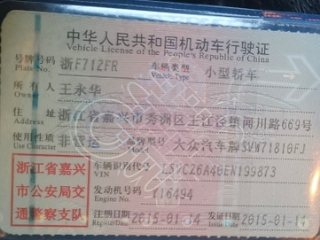 中华人民共和国机动车行驶证
Vehicle License of the People's Republic of China
号牌号码 浙F712FR 车辆类型 小型轿车
Plate No. Vehicle Type
所有人 王永华
Owner
住址 浙江省嘉兴市秀洲区王江泾镇闻川路669号
Address
使用性质 非营运 品牌型号 大众汽车牌SVW71810FJ
Use Character Model
浙江省嘉兴 车辆识别代号
VIN LSVCZ6A48EN199873
市公安局交 发动机号码 T16494
Engine No.
通警察支队 注册日期 2015-01-14 发证日期 2015-01-14
Register Date Issue Date